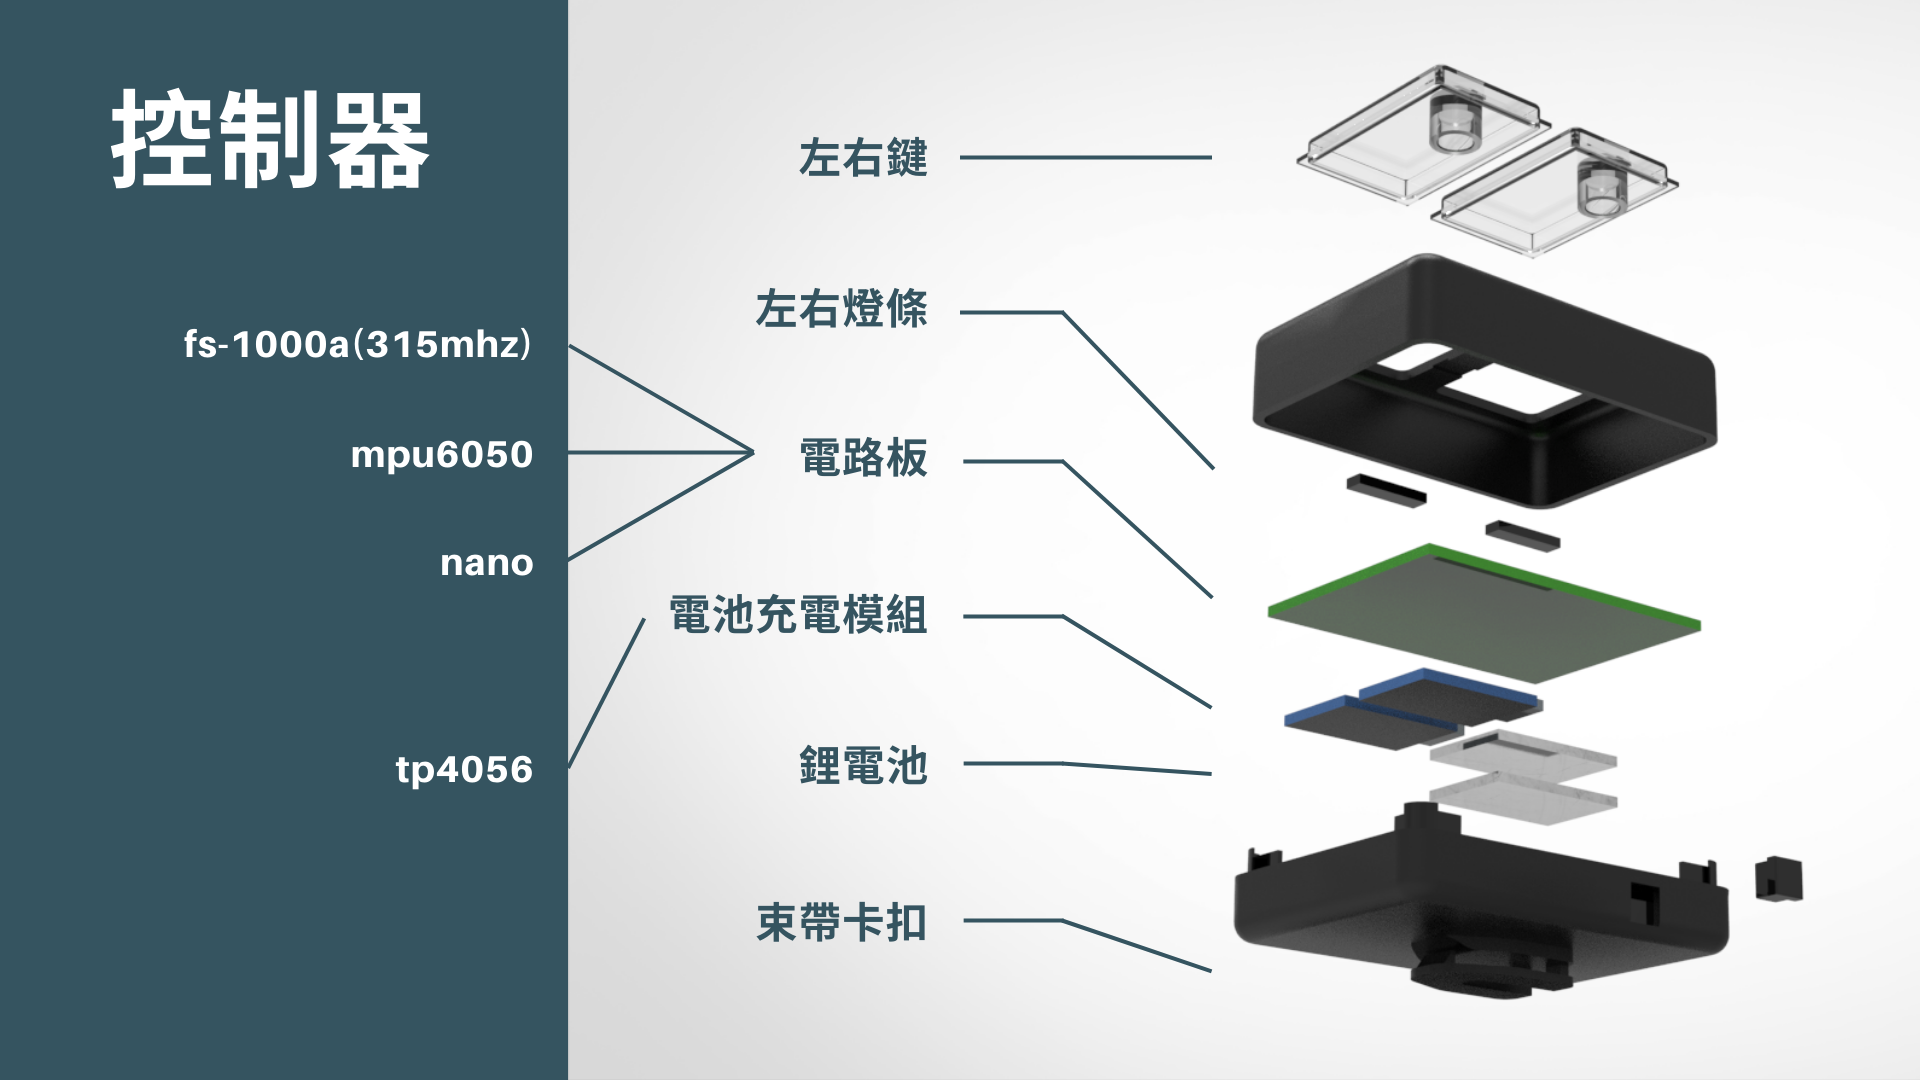 控制器
fs-1000a(315mhz)
mpu6050
nano
tp4056
左右鍵
左右燈條
電路板
電池充電模組
鋰電池
束帶卡扣